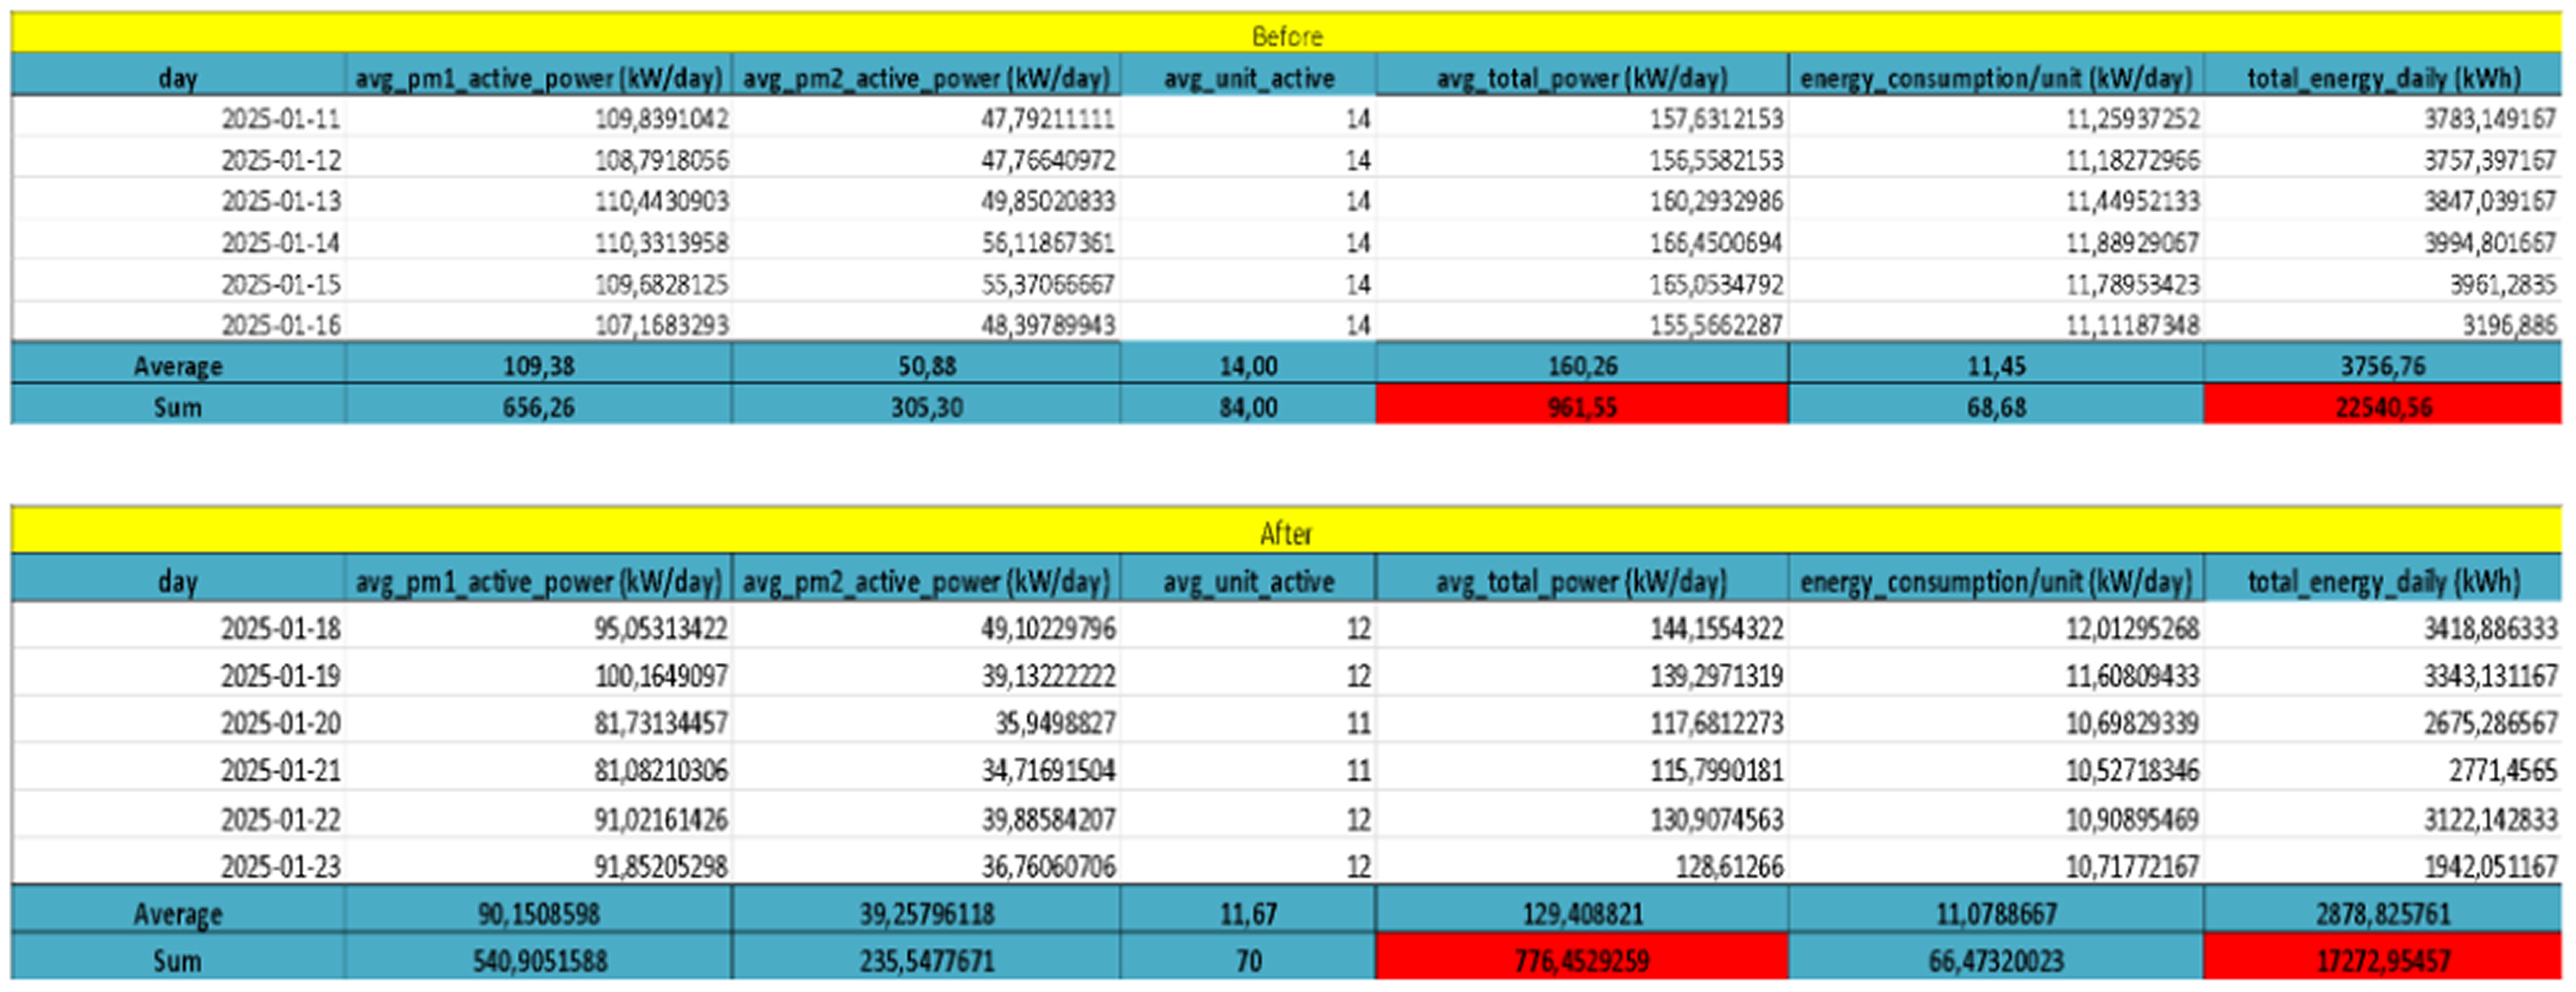 Before
day avg_pm1_active_power (kW/day) avg_pm2_active_power (kW/day) avg_unit_active avg_total_power (kW/day) energy_consumption/unit (kW/day) total_energy_daily (kWh)
2025-01-11 109,8391042 47,79211111 14 157,6312153 11,25937252 3783,149167
2025-01-12 108,7918056 47,76640972 14 156,5582153 11,18272966 3757,397167
2025-01-13 110,4430903 49,85020833 14 160,2932986 11,44952133 3847,039167
2025-01-14 110,3313958 56,11867361 14 166,4500694 11,88929067 3994,801667
2025-01-15 109,6828125 55,37066667 14 165,0534792 11,78953423 3961,2835
2025-01-16 107,1683293 48,39789943 14 155,5662287 11,11187348 3196,886
Average 109,38 50,88 14,00 160,26 11,45 3756,76
Sum 656,26 305,30 84,00 961,55 68,68 22540,56
After
day avg_pm1_active_power (kW/day) avg_pm2_active_power (kW/day) avg_unit_active avg_total_power (kW/day) energy_consumption/unit (kW/day) total_energy_daily (kWh)
2025-01-18 95,05313422 49,10229796 12 144,1554322 12,01295268 3418,886333
2025-01-19 100,1649097 39,13222222 12 139,2971319 11,60809433 3343,131167
2025-01-20 81,73134457 35,9498827 11 117,6812273 10,69829339 2675,286567
2025-01-21 81,08210306 34,71691504 11 115,7990181 10,52718346 2771,4565
2025-01-22 91,02161426 39,88584207 12 130,9074563 10,90895469 3122,142833
2025-01-23 91,85205298 36,76060706 12 128,61266 10,71772167 1942,051167
Average 90,1508598 39,25796118 11,67 129,408821 11,0788667 2878,825761
Sum 540,9051588 235,5477671 70 776,4529259 66,47320023 17272,95457